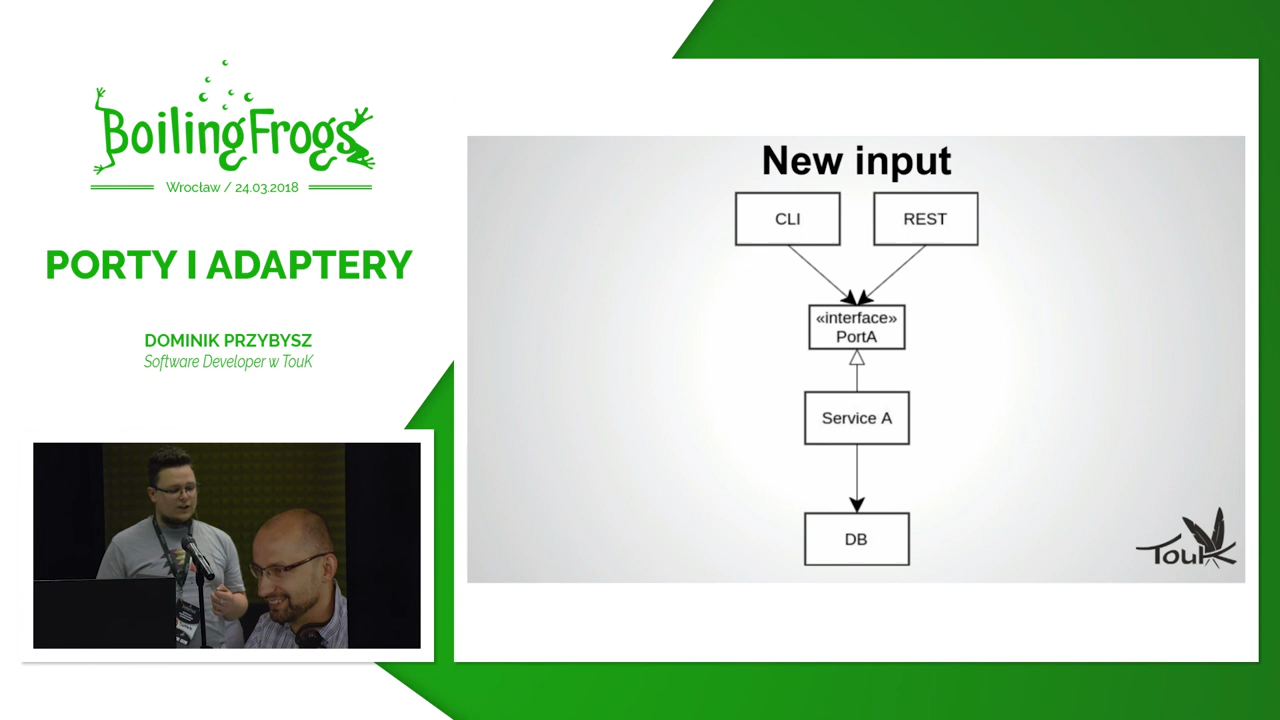 BoilingFrogs
Wrocław / 24.03.2018
PORTY I ADAPTERY
DOMINIK PRZYBYSZ
Software Developer w TouK
New input
CLI
REST
«interface»
PortA
Service A
DB
TouK